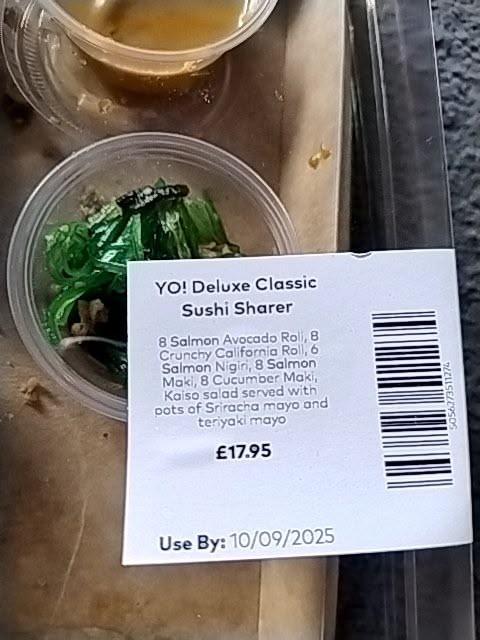 YO! Deluxe Classic
Sushi Sharer
8 Salmon Avocado Roll, 8
Crunchy California Roll, 6
Salmon Nigiri, 8 Salmon
Maki, 8 Cucumber Maki,
Kaiso salad served with
pots of Sriracha mayo and
teriyaki mayo
£17.95
Use By: 10/09/2025